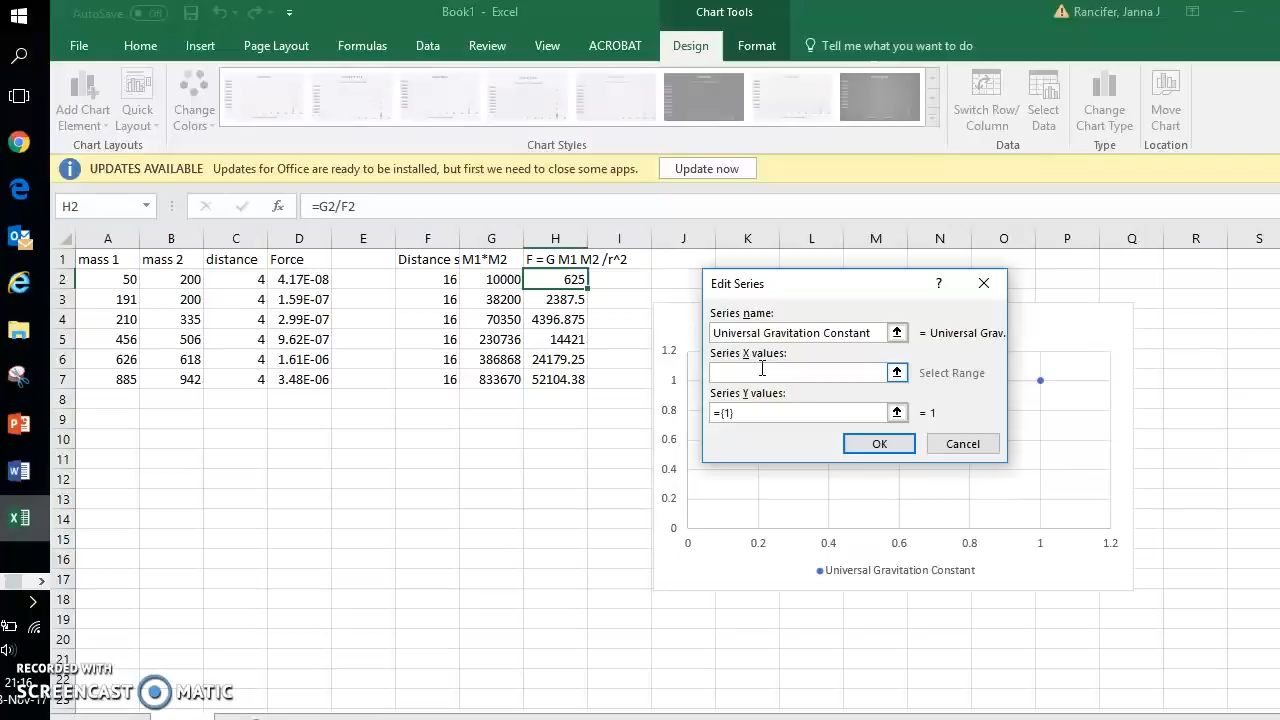 AutoSave Off Book1 - Excel Chart Tools Rancifer, Janna J
File Home Insert Page Layout Formulas Data Review View ACROBAT Design Format Tell me what you want to do
Add Chart Element Quick Layout Change Colors Switch Row/ Column Select Data Change Chart Type Move Chart
Chart Layouts Chart Styles Data Type Location
UPDATES AVAILABLE Updates for Office are ready to be installed, but first we need to close some apps. Update now
H2 fx =G2/F2
A B C D E F G H I J K L M N O P Q R S
1 mass 1 mass 2 distance Force Distance s M1*M2 F = G M1 M2 /r^2
2 50 200 4 4.17E-08 16 10000 625
3 191 200 4 1.59E-07 16 38200 2387.5
4 210 335 4 2.99E-07 16 70350 4396.875
5 456 506 4 9.62E-07 16 230736 14421
6 626 618 4 1.61E-06 16 386868 24179.25
7 885 942 4 3.48E-06 16 833670 52104.38
8
9
10
11
12
13
14
15
16
17
18
19
20
21
22
Edit Series ?
Series name:
Universal Gravitation Constant = Universal Grav.
Series X values:
Select Range
Series Y values:
={1} = 1
OK Cancel
1.2
1
0.8
0.6
0.4
0.2
0
0 0.2 0.4 0.6 0.8 1 1.2
Universal Gravitation Constant
RECORDED WITH
21:16
SCREENCAST MATIC